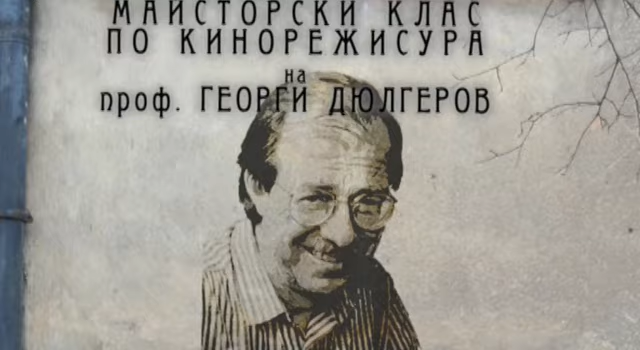 МАЙСТОРСКИ КЛАС
ПО КИНОРЕЖИСУРА
на
проф. ГЕОРГИ ДЮЛГЕРОВ